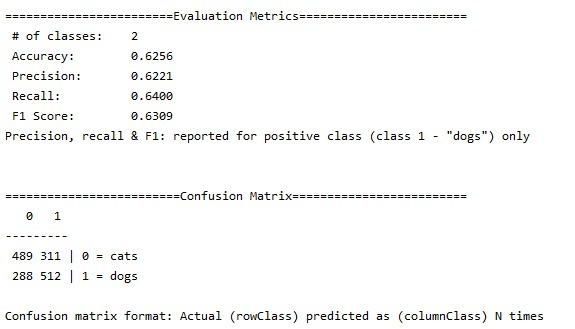 ========================Evaluation Metrics========================
# of classes:    2
Accuracy:        0.6256
Precision:       0.6221
Recall:          0.6400
F1 Score:        0.6309
Precision, recall & F1: reported for positive class (class 1 - "dogs") only
=========================Confusion Matrix=========================
0   1
---------
489 311 | 0 = cats
288 512 | 1 = dogs
Confusion matrix format: Actual (rowClass) predicted as (columnClass) N times